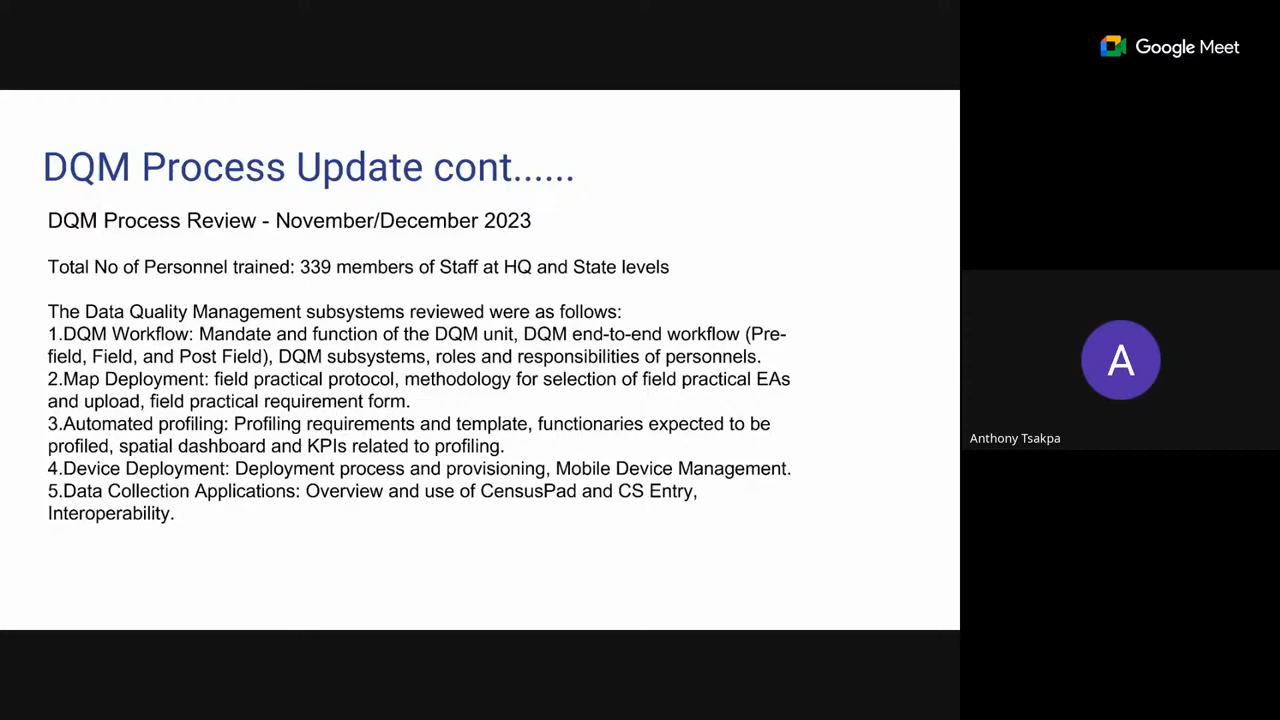 Google Meet
DQM Process Update cont......
DQM Process Review - November/December 2023
Total No of Personnel trained: 339 members of Staff at HQ and State levels
The Data Quality Management subsystems reviewed were as follows:
1.DQM Workflow: Mandate and function of the DQM unit, DQM end-to-end workflow (Pre-
field, Field, and Post Field), DQM subsystems, roles and responsibilities of personnels.
2.Map Deployment: field practical protocol, methodology for selection of field practical EAs
and upload, field practical requirement form.
3.Automated profiling: Profiling requirements and template, functionaries expected to be
profiled, spatial dashboard and KPIs related to profiling.
4.Device Deployment: Deployment process and provisioning, Mobile Device Management.
5.Data Collection Applications: Overview and use of CensusPad and CS Entry,
Interoperability.
A
Anthony Tsakpa